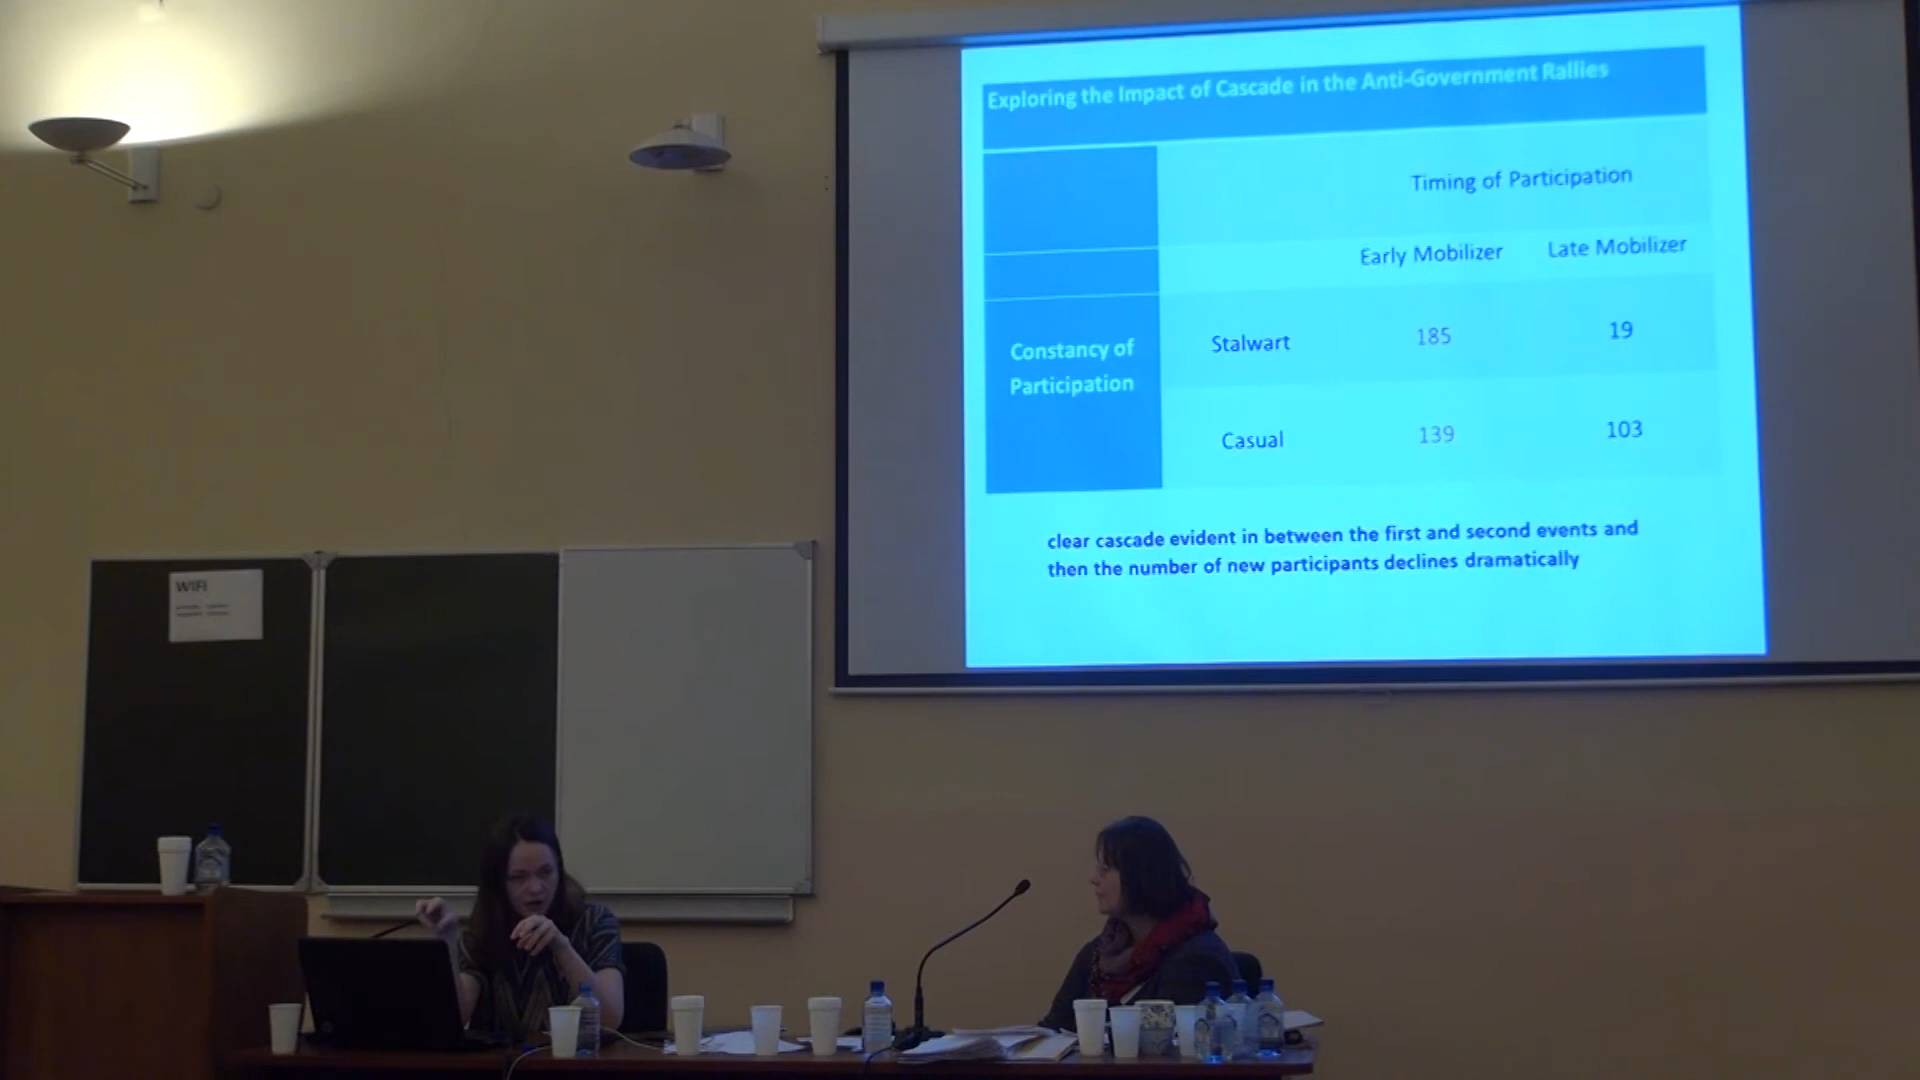 Exploring the Impact of Cascade in the Anti-Government Rallies
Timing of Participation
Early Mobilizer Late Mobilizer
Constancy of
Participation
Stalwart 185 19
Casual 139 103
clear cascade evident in between the first and second events and
then the number of new participants declines dramatically
WIFI